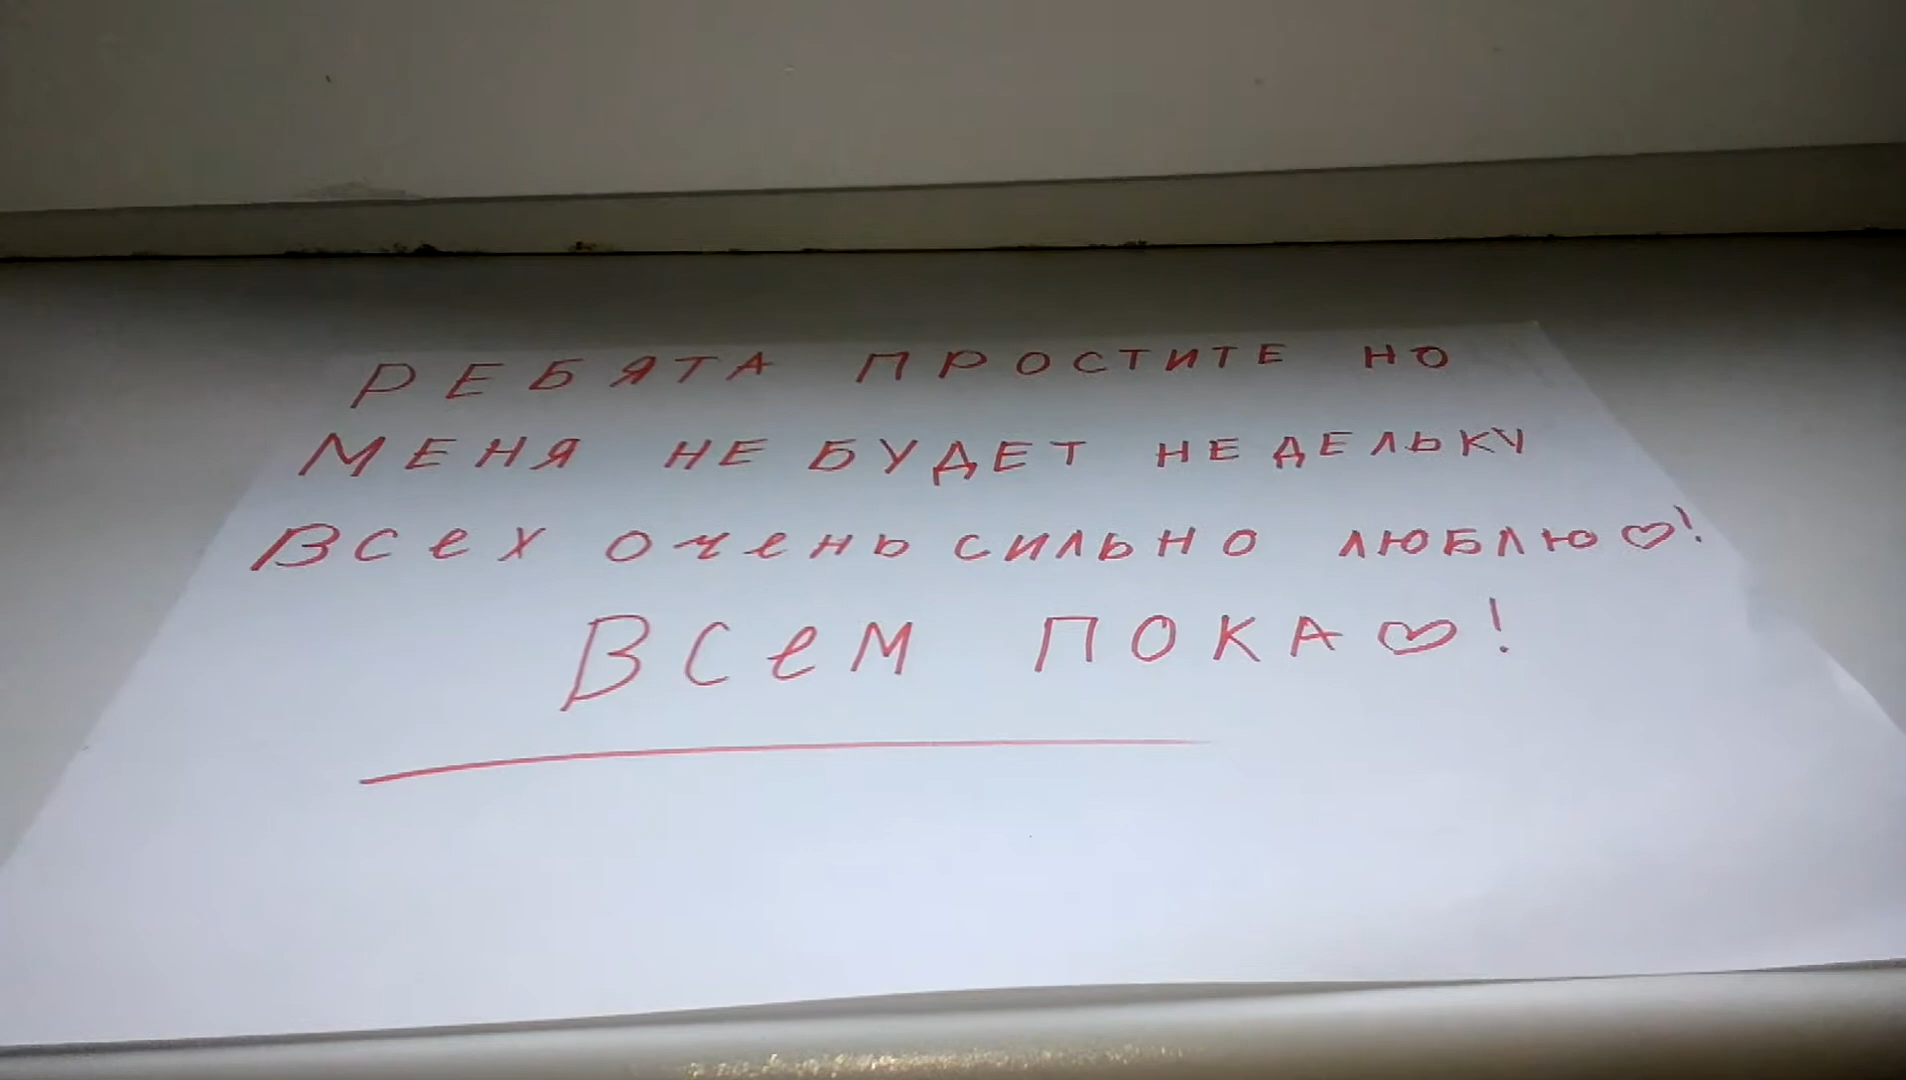 РЕБЯТА ПРОСТИТЕ НО
МЕНЯ НЕ БУДЕТ НЕДЕЛЬКУ
Всех очень сильно люблю♡!
Всем ПОКА♡!